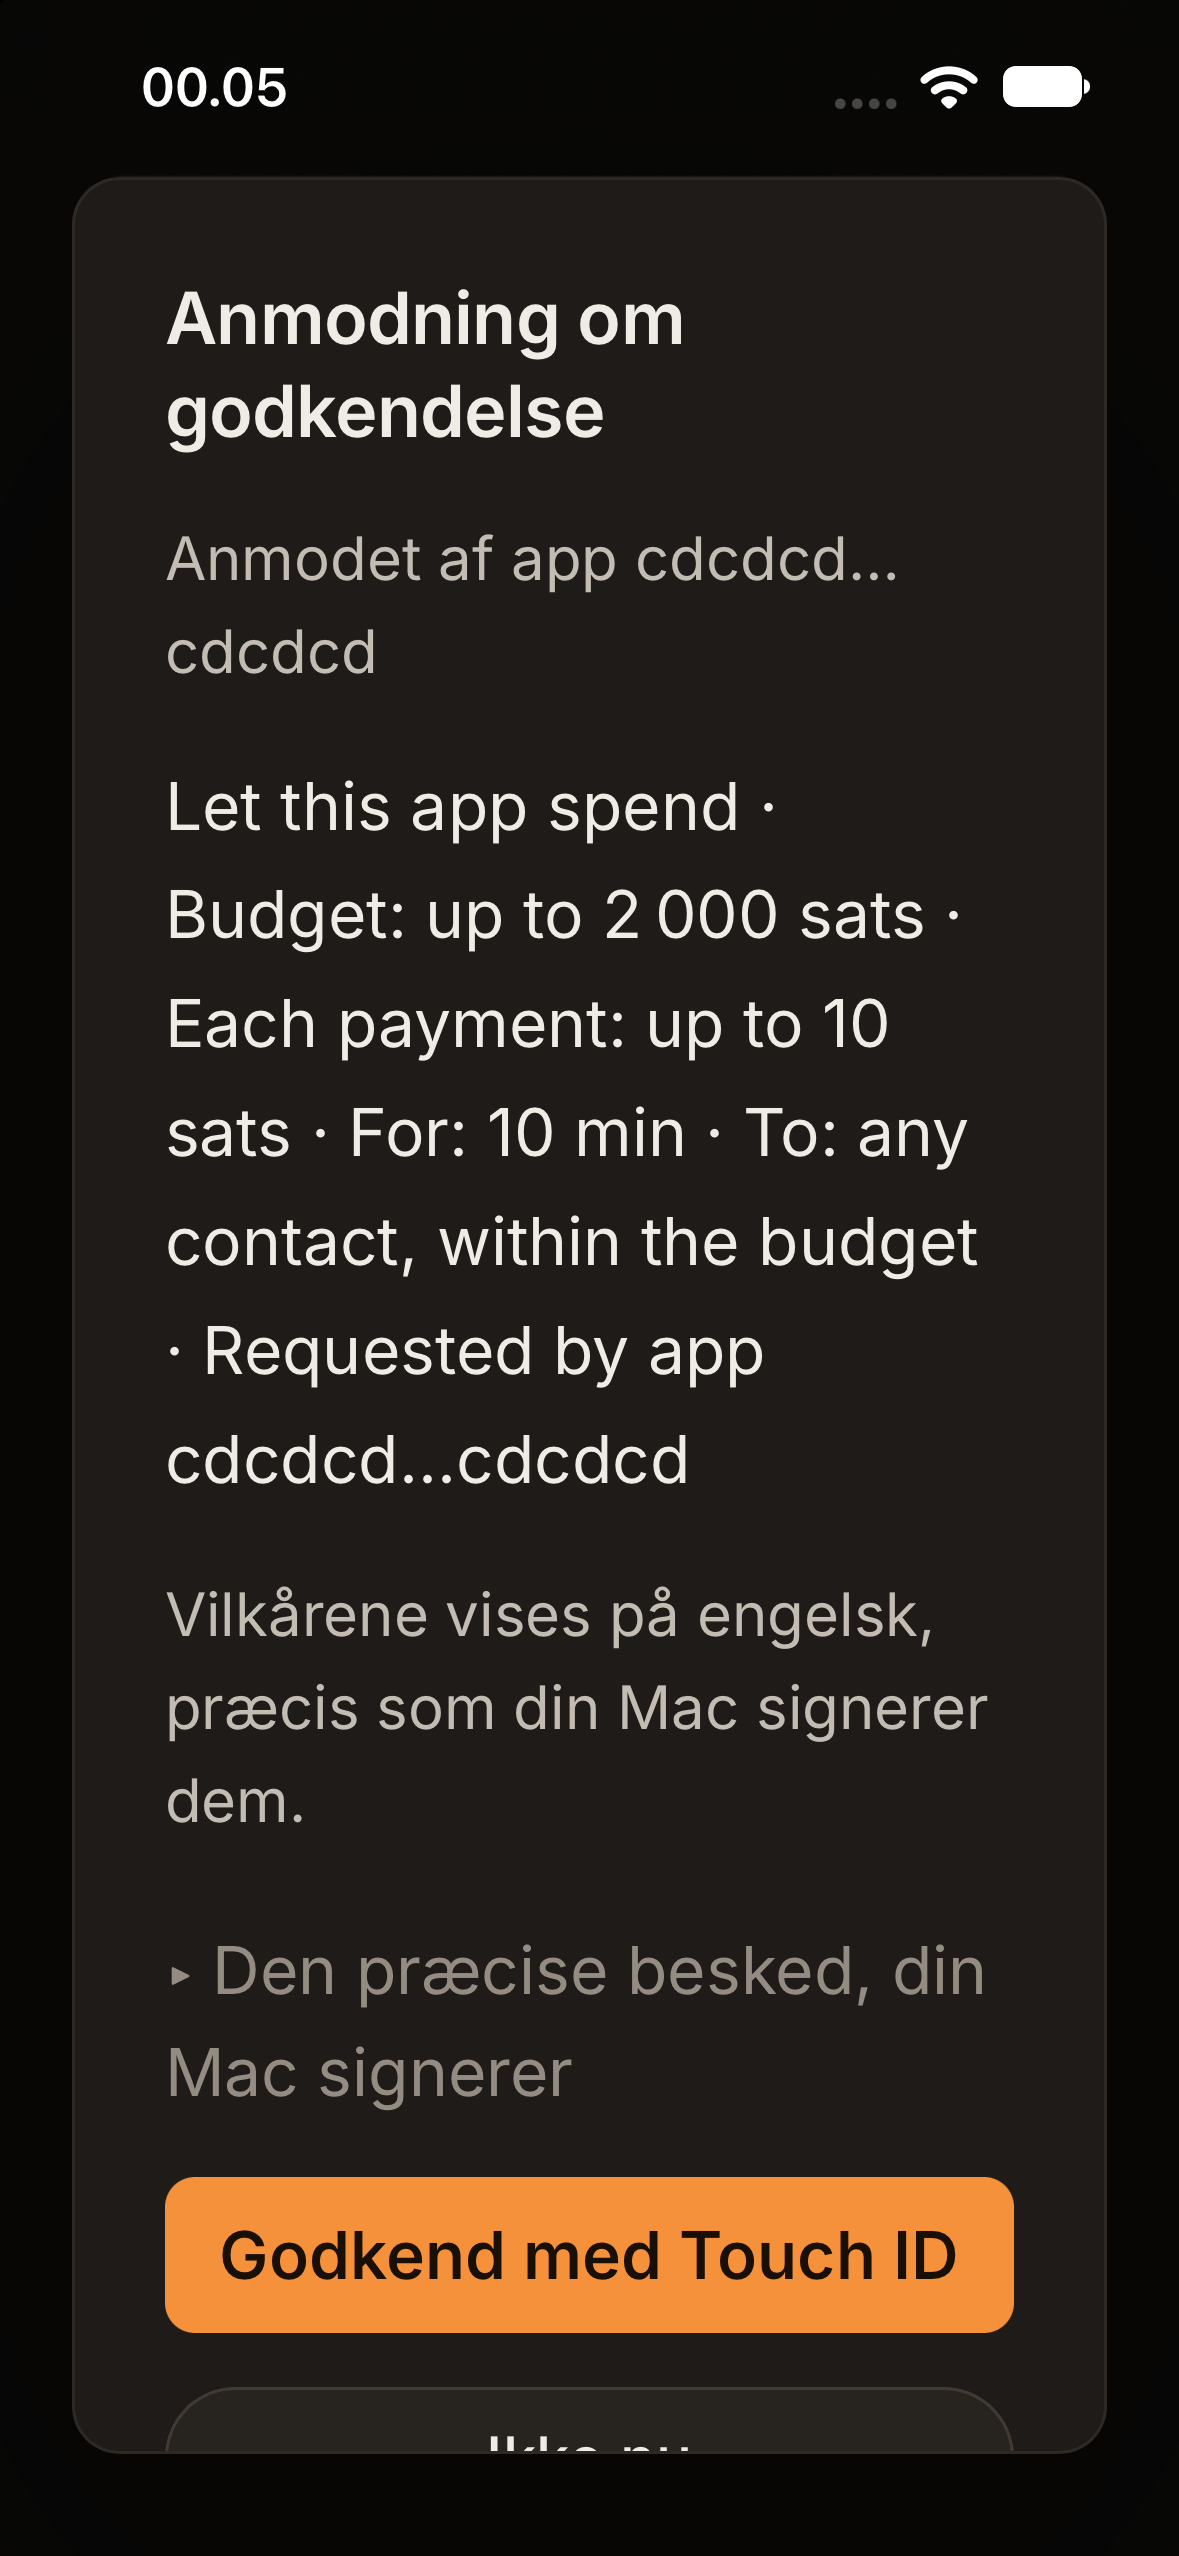 00.05
Anmodning om
godkendelse
Anmodet af app cdcdcd…
cdcdcd
Let this app spend ·
Budget: up to 2 000 sats ·
Each payment: up to 10
sats · For: 10 min · To: any
contact, within the budget
· Requested by app
cdcdcd…cdcdcd
Vilkårene vises på engelsk,
præcis som din Mac signerer
dem.
▸ Den præcise besked, din
Mac signerer
Godkend med Touch ID
Ikke nu